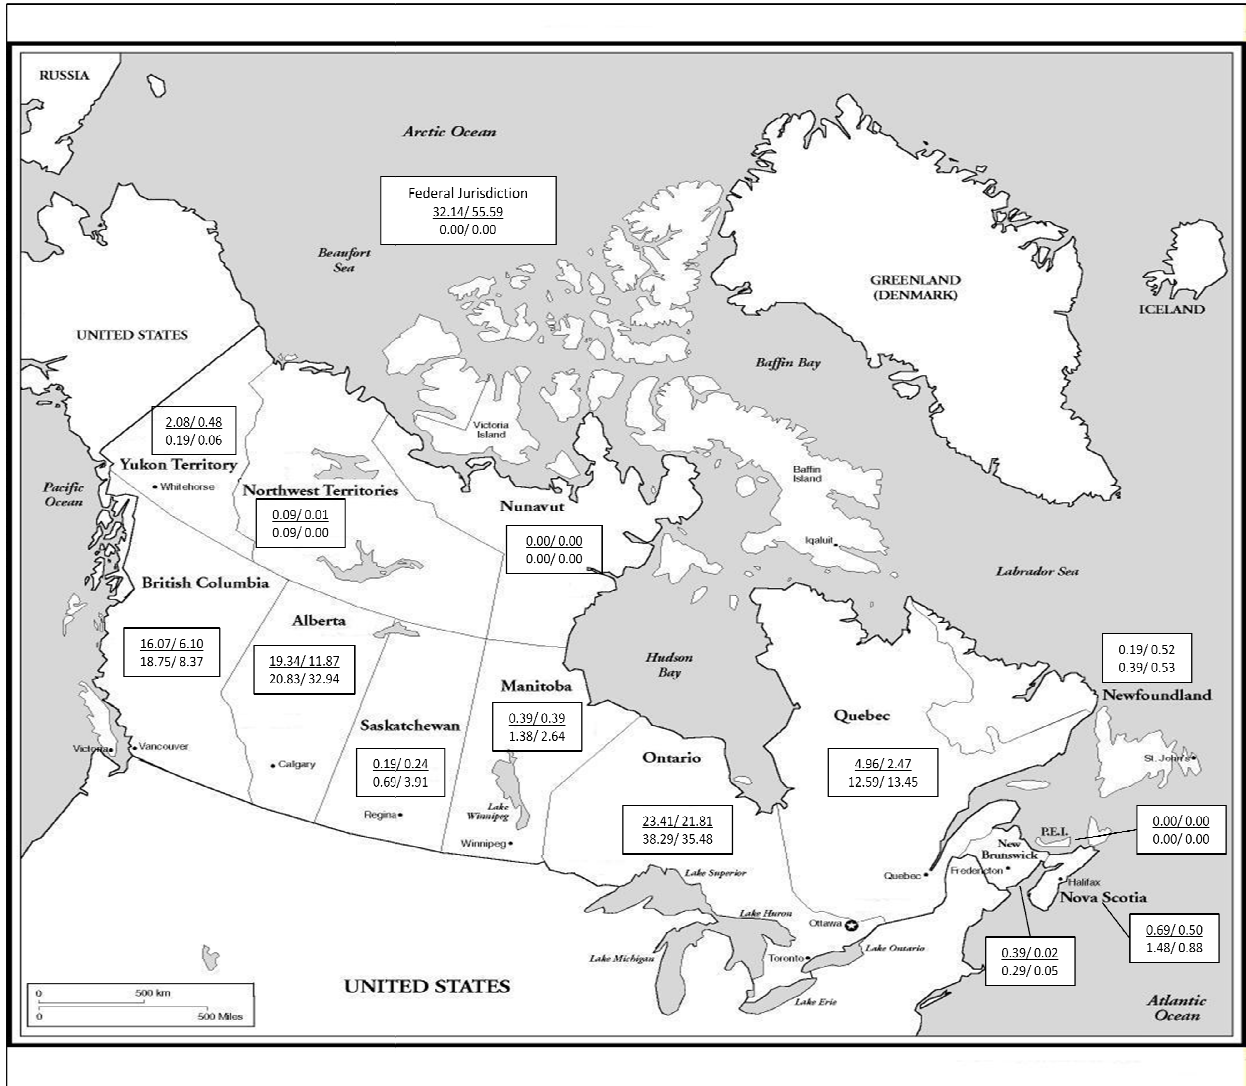 RUSSIA
Arctic Ocean
Federal Jurisdiction
32.14/ 55.59
0.00/ 0.00
Beaufort
Sea
GREENLAND
(DENMARK)
ICELAND
UNITED STATES
Baffin Bay
2.08/ 0.48
0.19/ 0.06
Victoria
Island
Yukon Territory
Whitehorse
Pacific
Ocean
Northwest Territories
0.09/ 0.01
0.09/ 0.00
Nunavut
0.00/ 0.00
0.00/ 0.00
Baffin
Island
Iqaluit
Labrador Sea
British Columbia
16.07/ 6.10
18.75/ 8.37
Alberta
19.34/ 11.87
20.83/ 32.94
Hudson
Bay
0.19/ 0.52
0.39/ 0.53
Newfoundland
St. John's
Manitoba
0.39/ 0.39
1.38/ 2.64
Saskatchewan
0.19/ 0.24
0.69/ 3.91
Quebec
4.96/ 2.47
12.59/ 13.45
Victoria
Vancouver
Calgary
Regina
Lake
Winnipeg
Winnipeg
Ontario
23.41/ 21.81
38.29/ 35.48
P.E.I.
0.00/ 0.00
0.00/ 0.00
New
Brunswick
Fredericton
Quebec
Halifax
Nova Scotia
0.69/ 0.50
1.48/ 0.88
0.39/ 0.02
0.29/ 0.05
Lake Superior
Lake Huron
Ottawa
Lake Michigan
Toronto
Lake Ontario
Lake Erie
UNITED STATES
Atlantic
Ocean
0 500 km
0 500 Miles